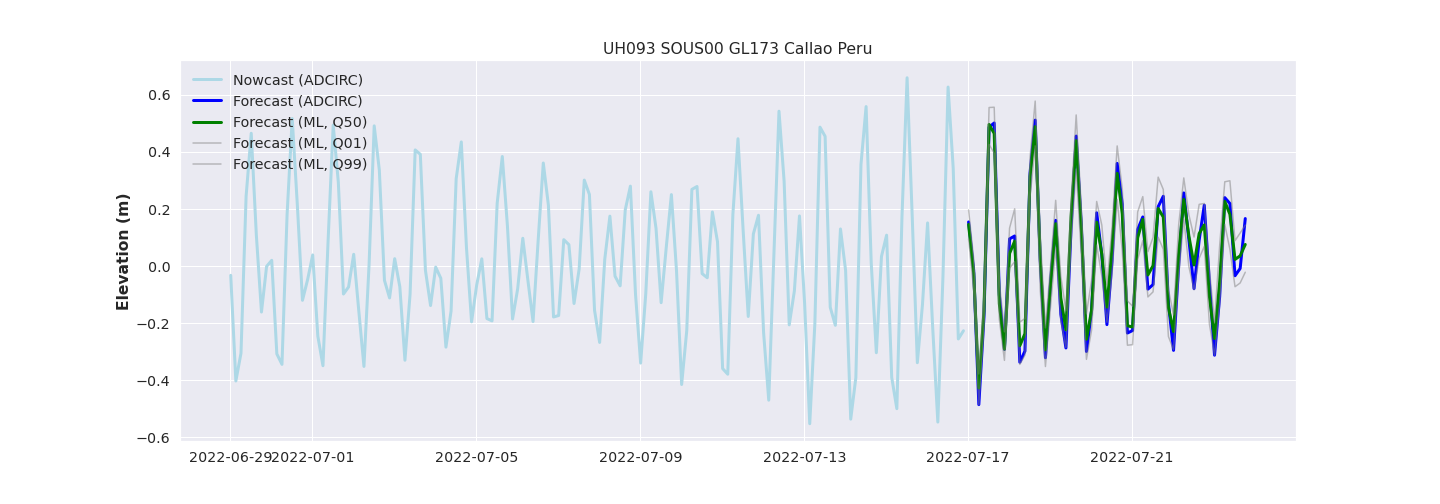 UH093 SOUS00 GL173 Callao Peru
Nowcast (ADCIRC)
Forecast (ADCIRC)
Forecast (ML, Q50)
Forecast (ML, Q01)
Forecast (ML, Q99)
Elevation (m)
0.6
0.4
0.2
0.0
−0.2
−0.4
−0.6
2022-06-29 2022-07-01 2022-07-05 2022-07-09 2022-07-13 2022-07-17 2022-07-21